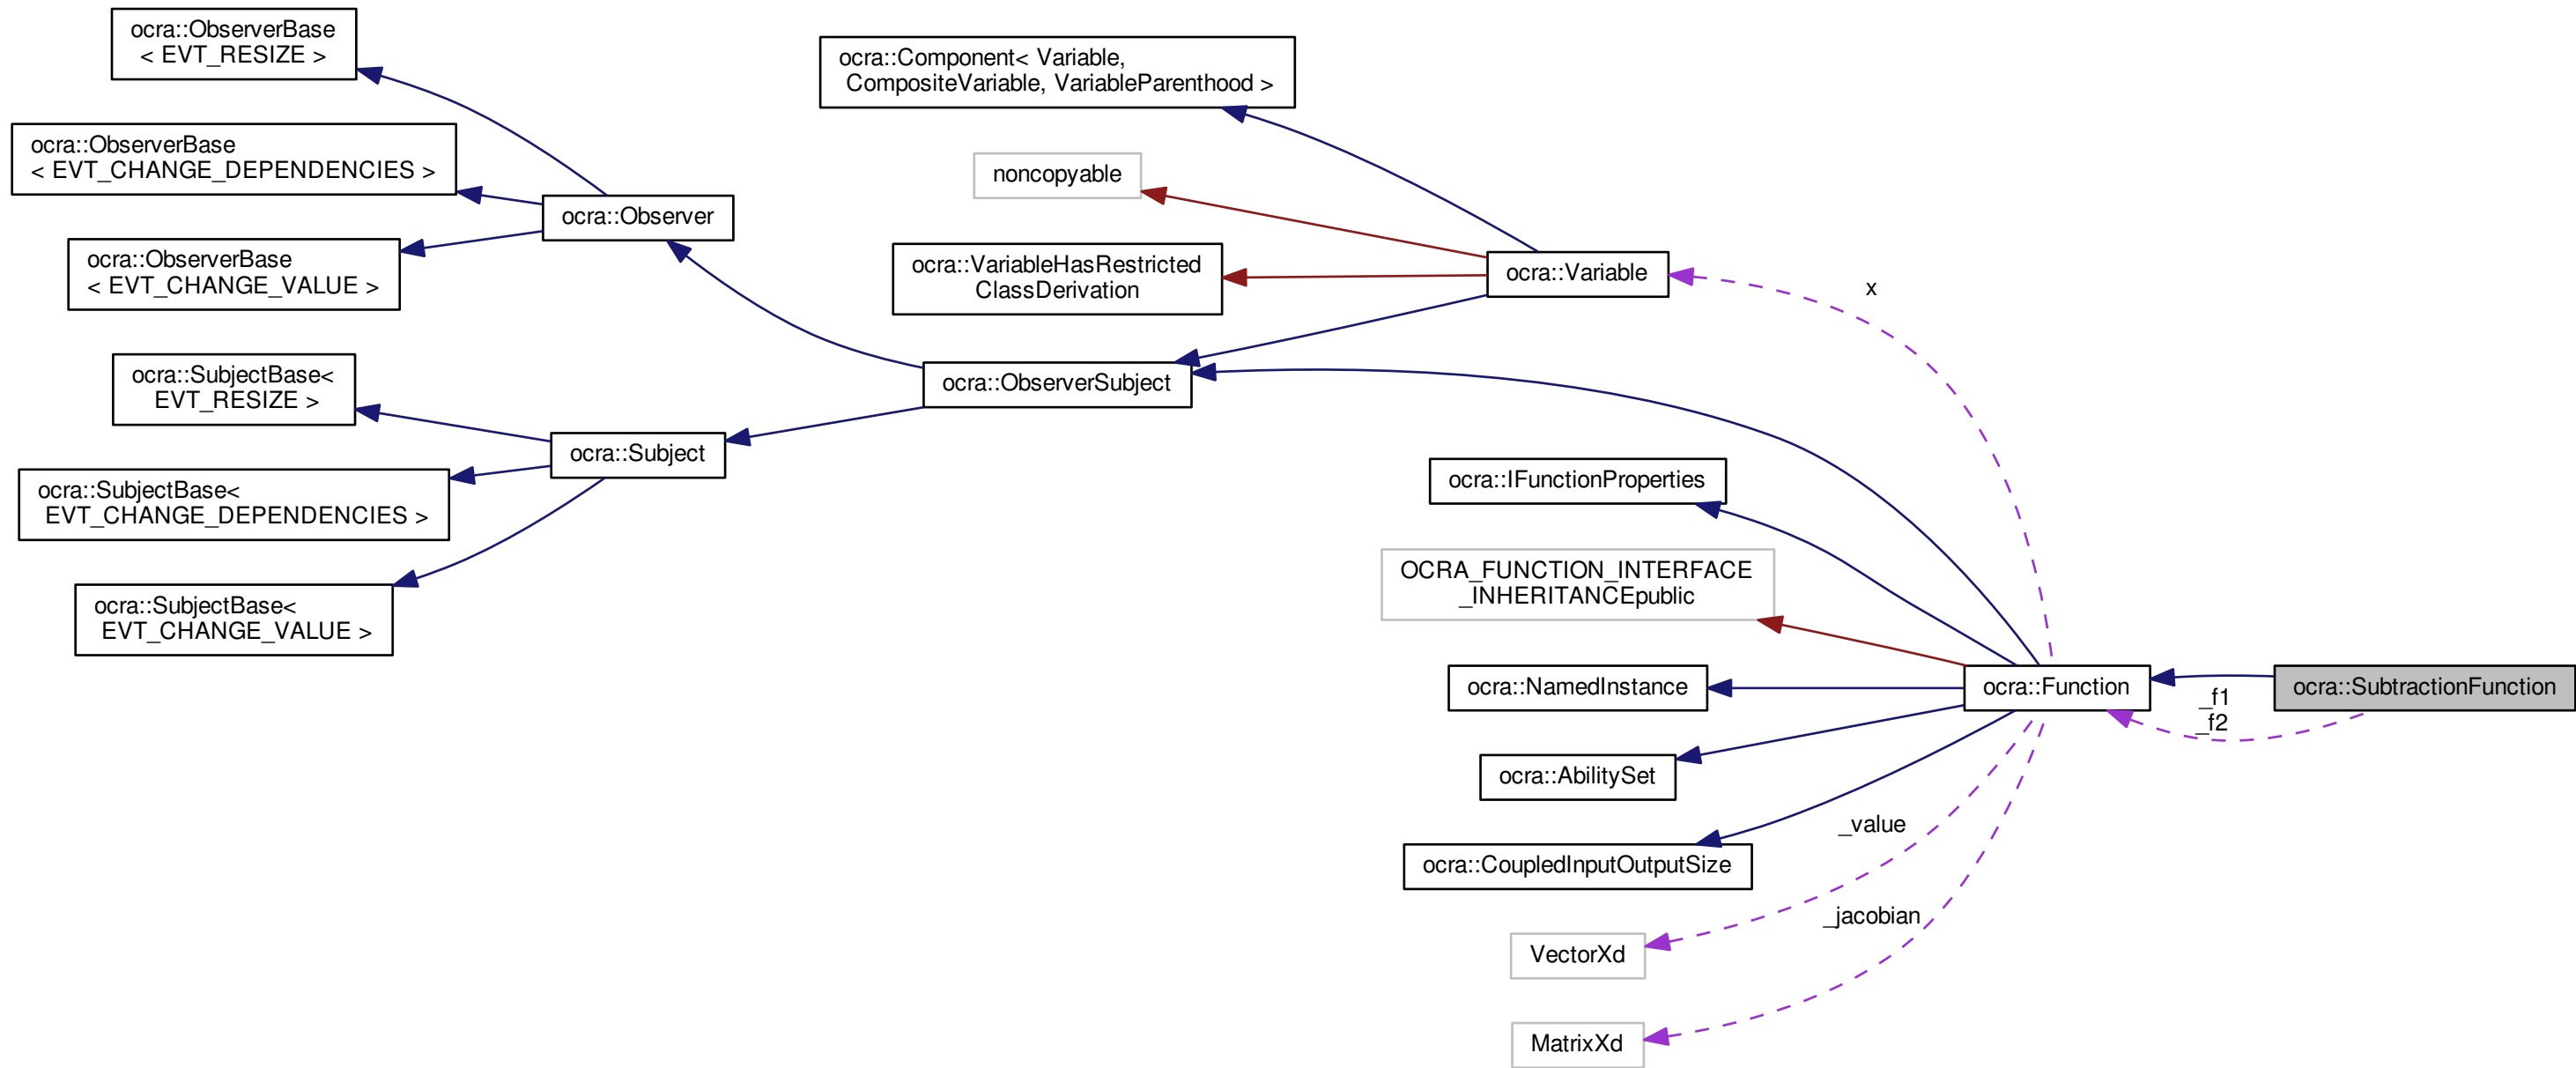 ocra::ObserverBase
< EVT_RESIZE >
ocra::ObserverBase
< EVT_CHANGE_DEPENDENCIES >
ocra::ObserverBase
< EVT_CHANGE_VALUE >
ocra::SubjectBase<
EVT_RESIZE >
ocra::SubjectBase<
EVT_CHANGE_DEPENDENCIES >
ocra::SubjectBase<
EVT_CHANGE_VALUE >
ocra::Observer
ocra::Subject
ocra::Component< Variable,
CompositeVariable, VariableParenthood >
noncopyable
ocra::VariableHasRestricted
ClassDerivation
ocra::ObserverSubject
ocra::Variable
x
ocra::IFunctionProperties
OCRA_FUNCTION_INTERFACE
_INHERITANCEpublic
ocra::NamedInstance
ocra::AbilitySet
ocra::CoupledInputOutputSize
VectorXd
MatrixXd
_value
_jacobian
ocra::Function
_f1
_f2
ocra::SubtractionFunction